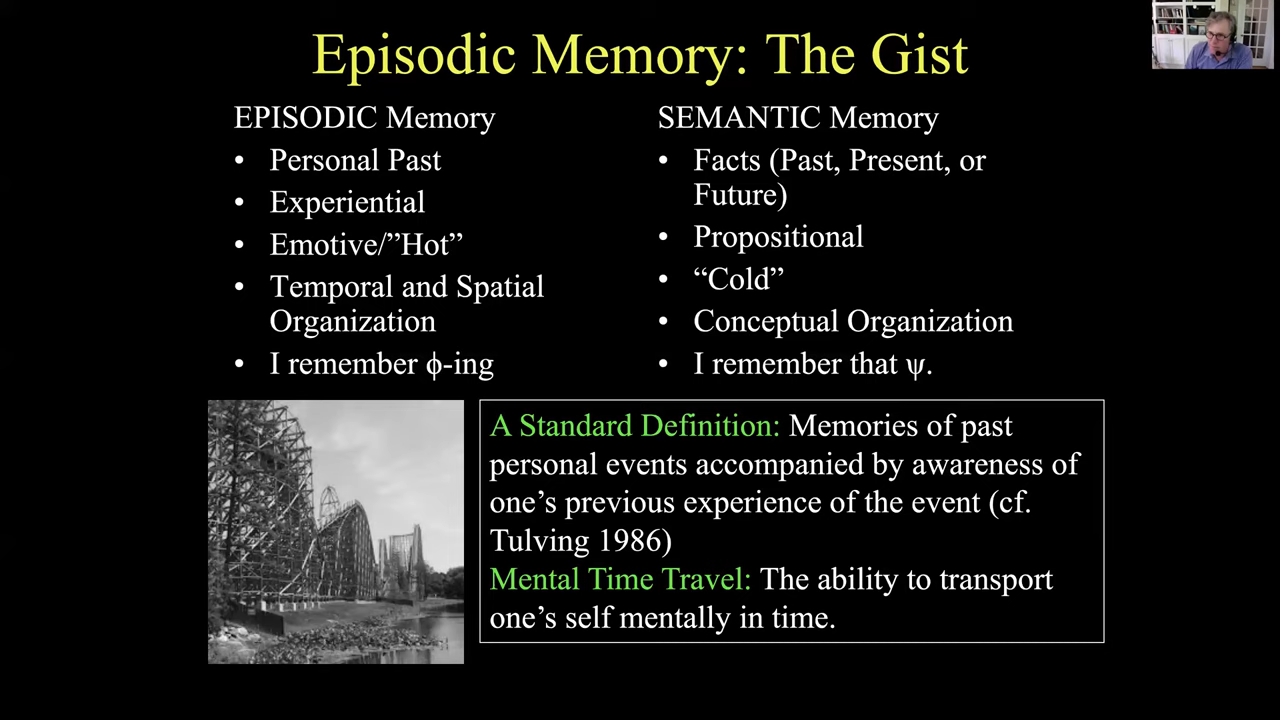 Episodic Memory: The Gist
EPISODIC Memory
• Personal Past
• Experiential
• Emotive/”Hot”
• Temporal and Spatial
Organization
• I remember ϕ-ing
SEMANTIC Memory
• Facts (Past, Present, or
Future)
• Propositional
• “Cold”
• Conceptual Organization
• I remember that ψ.
A Standard Definition: Memories of past
personal events accompanied by awareness of
one’s previous experience of the event (cf.
Tulving 1986)
Mental Time Travel: The ability to transport
one’s self mentally in time.